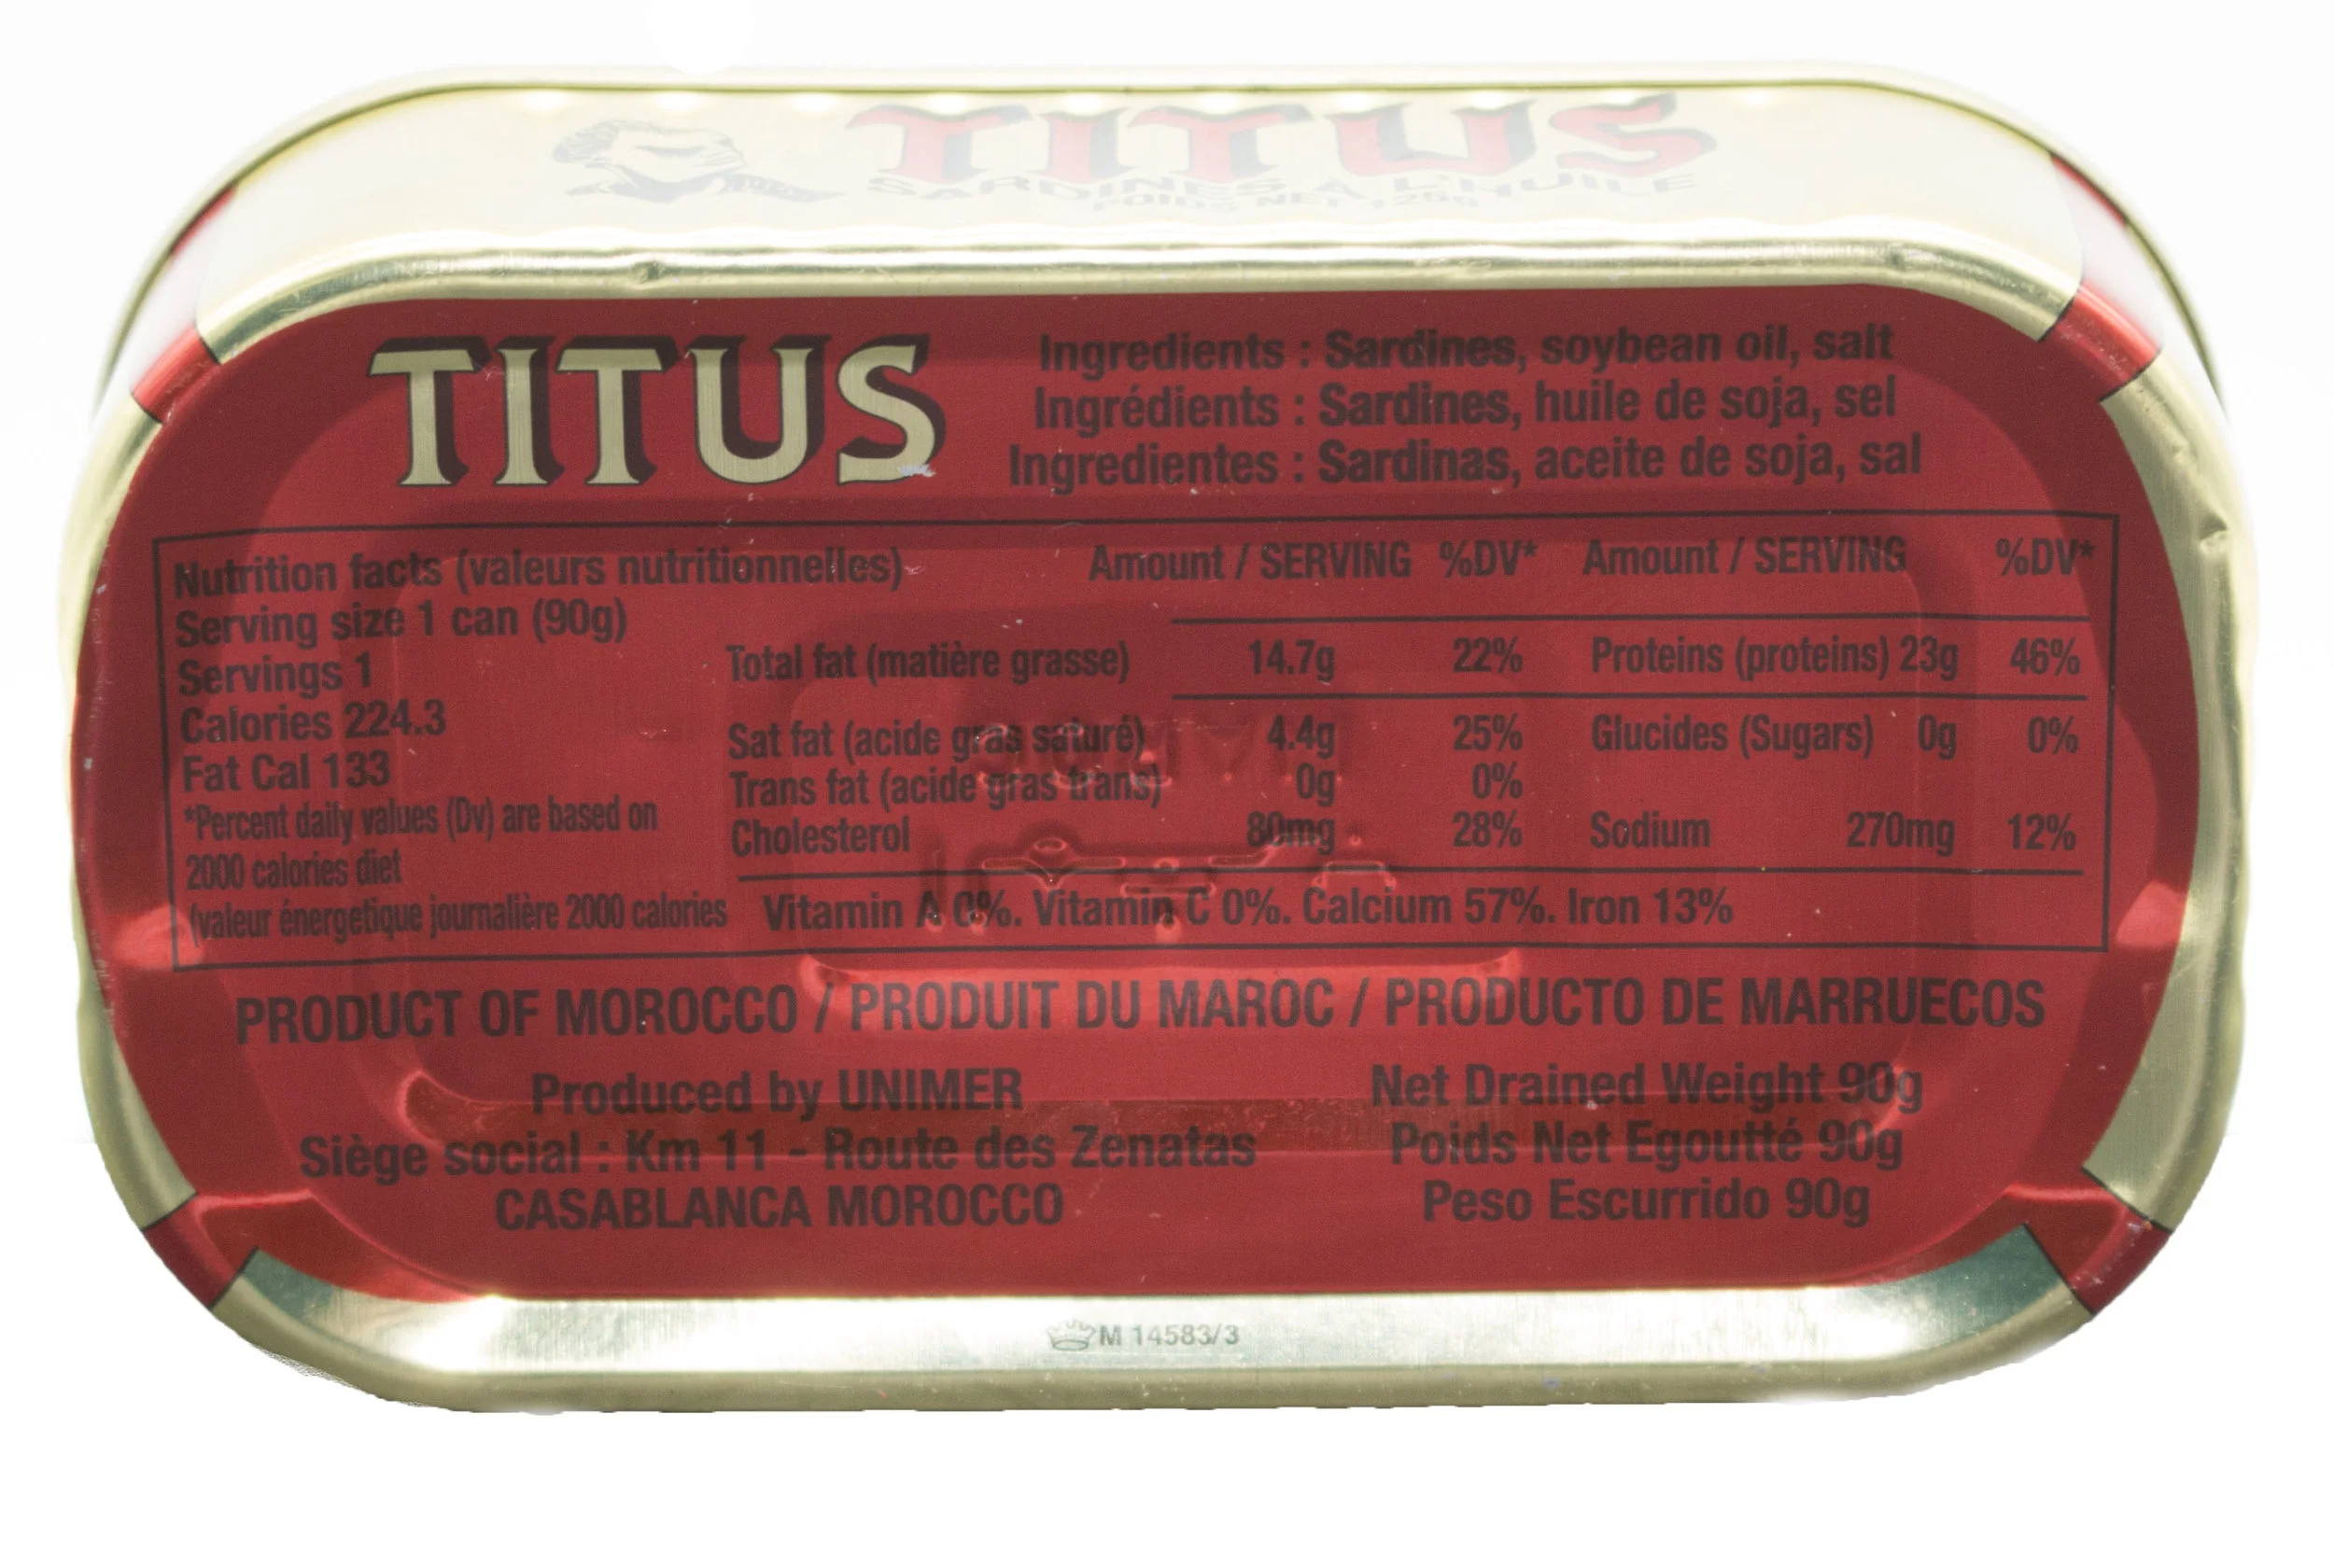 TITUS
SARDINES A L'HUILE
POIDS NET 125g
TITUS
Ingredients : Sardines, soybean oil, salt
Ingrédients : Sardines, huile de soja, sel
Ingredientes : Sardinas, aceite de soja, sal
Nutrition facts (valeurs nutritionnelles)
Serving size 1 can (90g)
Servings 1
Calories 224.3
Fat Cal 133
*Percent daily values (Dv) are based on
2000 calories diet
(valeur énergetique journalière 2000 calories
Amount / SERVING %DV* Amount / SERVING %DV*
Total fat (matière grasse) 14.7g 22% Proteins (proteins) 23g 46%
Sat fat (acide gras saturé) 4.4g 25% Glucides (Sugars) 0g 0%
Trans fat (acide gras trans) 0g 0%
Cholesterol 80mg 28% Sodium 270mg 12%
Vitamin A 0%. Vitamin C 0%. Calcium 57%. Iron 13%
PRODUCT OF MOROCCO / PRODUIT DU MAROC / PRODUCTO DE MARRUECOS
Produced by UNIMER
Siège social : Km 11 - Route des Zenatas
CASABLANCA MOROCCO
Net Drained Weight 90g
Poids Net Egoutté 90g
Peso Escurrido 90g
M 14583/3